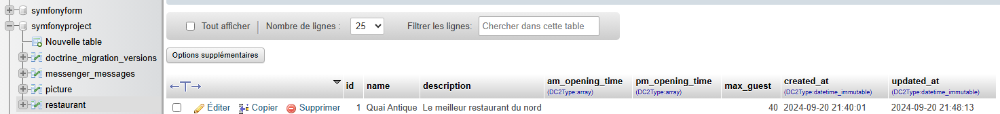 symfonyform
symfonyproject
Nouvelle table
doctrine_migration_versions
messenger_messages
picture
restaurant
Tout afficher
Nombre de lignes :
25
Filtrer les lignes:
Chercher dans cette table
Options supplémentaires
id
name
description
am_opening_time
(DC2Type:array)
pm_opening_time
(DC2Type:array)
max_guest
created_at
(DC2Type:datetime_immutable)
updated_at
(DC2Type:datetime_immutable)
Éditer Copier Supprimer 1 Quai Antique Le meilleur restaurant du nord 40 2024-09-20 21:40:01 2024-09-20 21:48:13